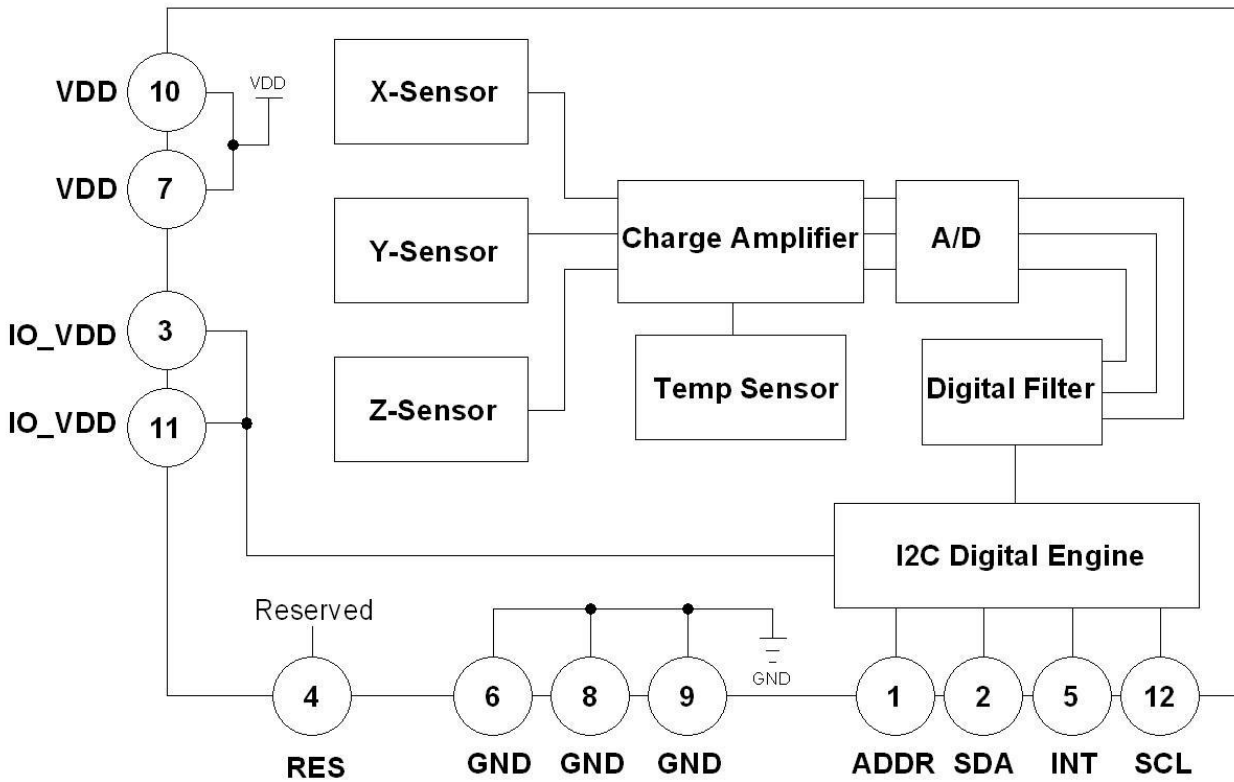 VDD 10 VDD X-Sensor
VDD 7
Y-Sensor Charge Amplifier A/D
IO_VDD 3
Z-Sensor Temp Sensor Digital Filter
IO_VDD 11
I2C Digital Engine
Reserved
GND
4 6 8 9 1 2 5 12
RES GND GND GND ADDR SDA INT SCL